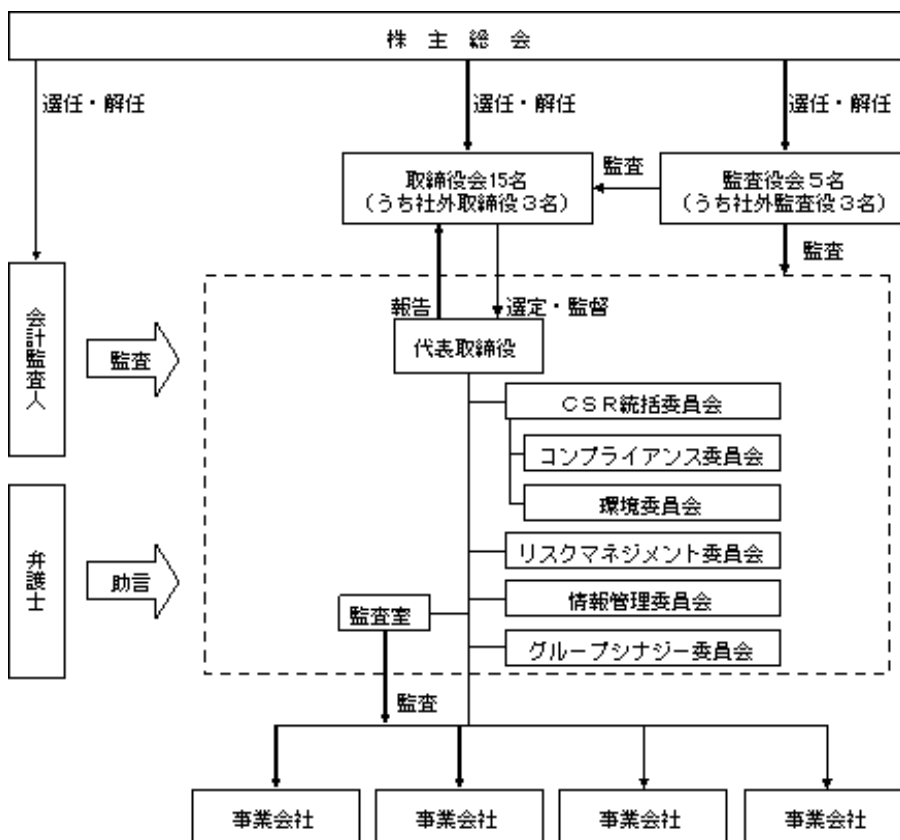 株主総会
選任・解任
選任・解任
選任・解任
取締役会15名
(うち社外取締役3名)
監査
監査役会5名
(うち社外監査役3名)
監査
会計監査人
監査
報告
選定・監督
代表取締役
CSR統括委員会
コンプライアンス委員会
環境委員会
弁護士
助言
リスクマネジメント委員会
情報管理委員会
監査室
グループシナジー委員会
監査
事業会社
事業会社
事業会社
事業会社